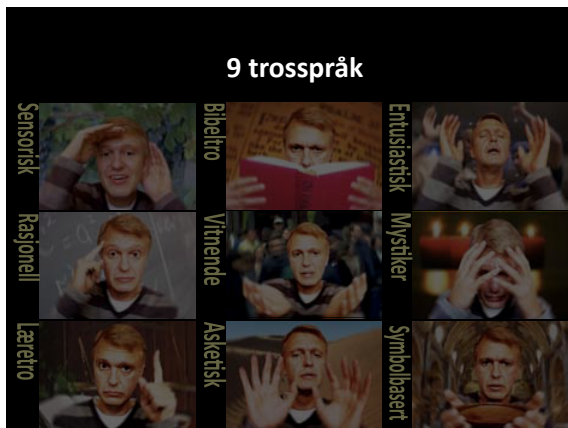 9 trosspråk
Sensorisk
Bibeltro
Entusiastisk
Rasjonell
Vitnende
Mystiker
Læretro
Asketisk
Symbolbasert